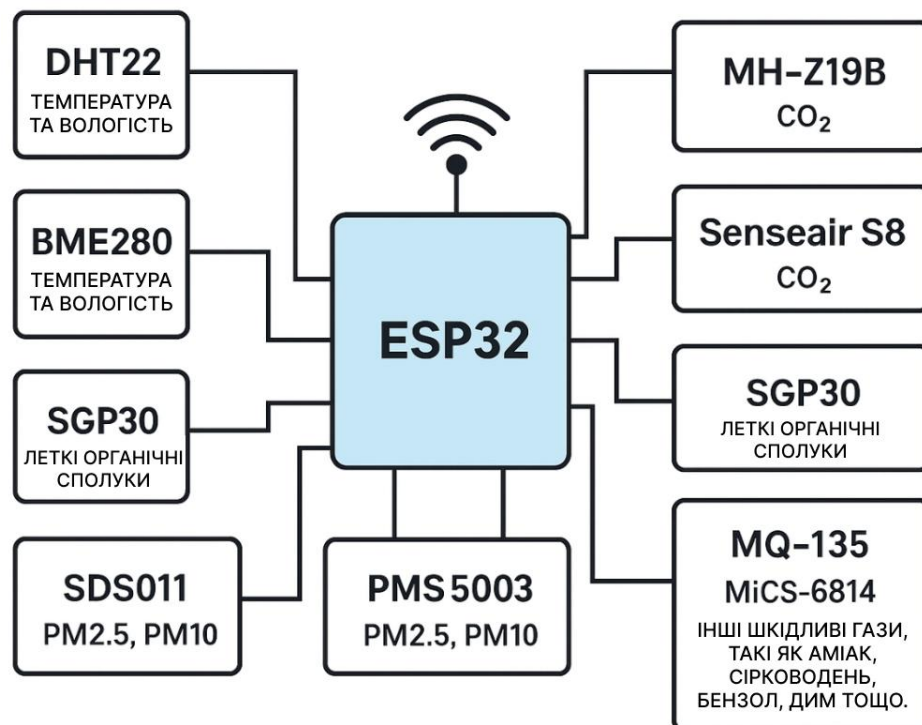 DHT22
ТЕМПЕРАТУРА
ТА ВОЛОГІСТЬ
BME280
ТЕМПЕРАТУРА
ТА ВОЛОГІСТЬ
SGP30
ЛЕТКІ ОРГАНІЧНІ
СПОЛУКИ
SDS011
PM2.5, PM10
ESP32
PMS5003
PM2.5, PM10
MH-Z19B
CO₂
Senseair S8
CO₂
SGP30
ЛЕТКІ ОРГАНІЧНІ
СПОЛУКИ
MQ-135
MiCS-6814
ІНШІ ШКІДЛИВІ ГАЗИ,
ТАКІ ЯК АМІАК,
СІРКОВОДЕНЬ,
БЕНЗОЛ, ДИМ ТОЩО.